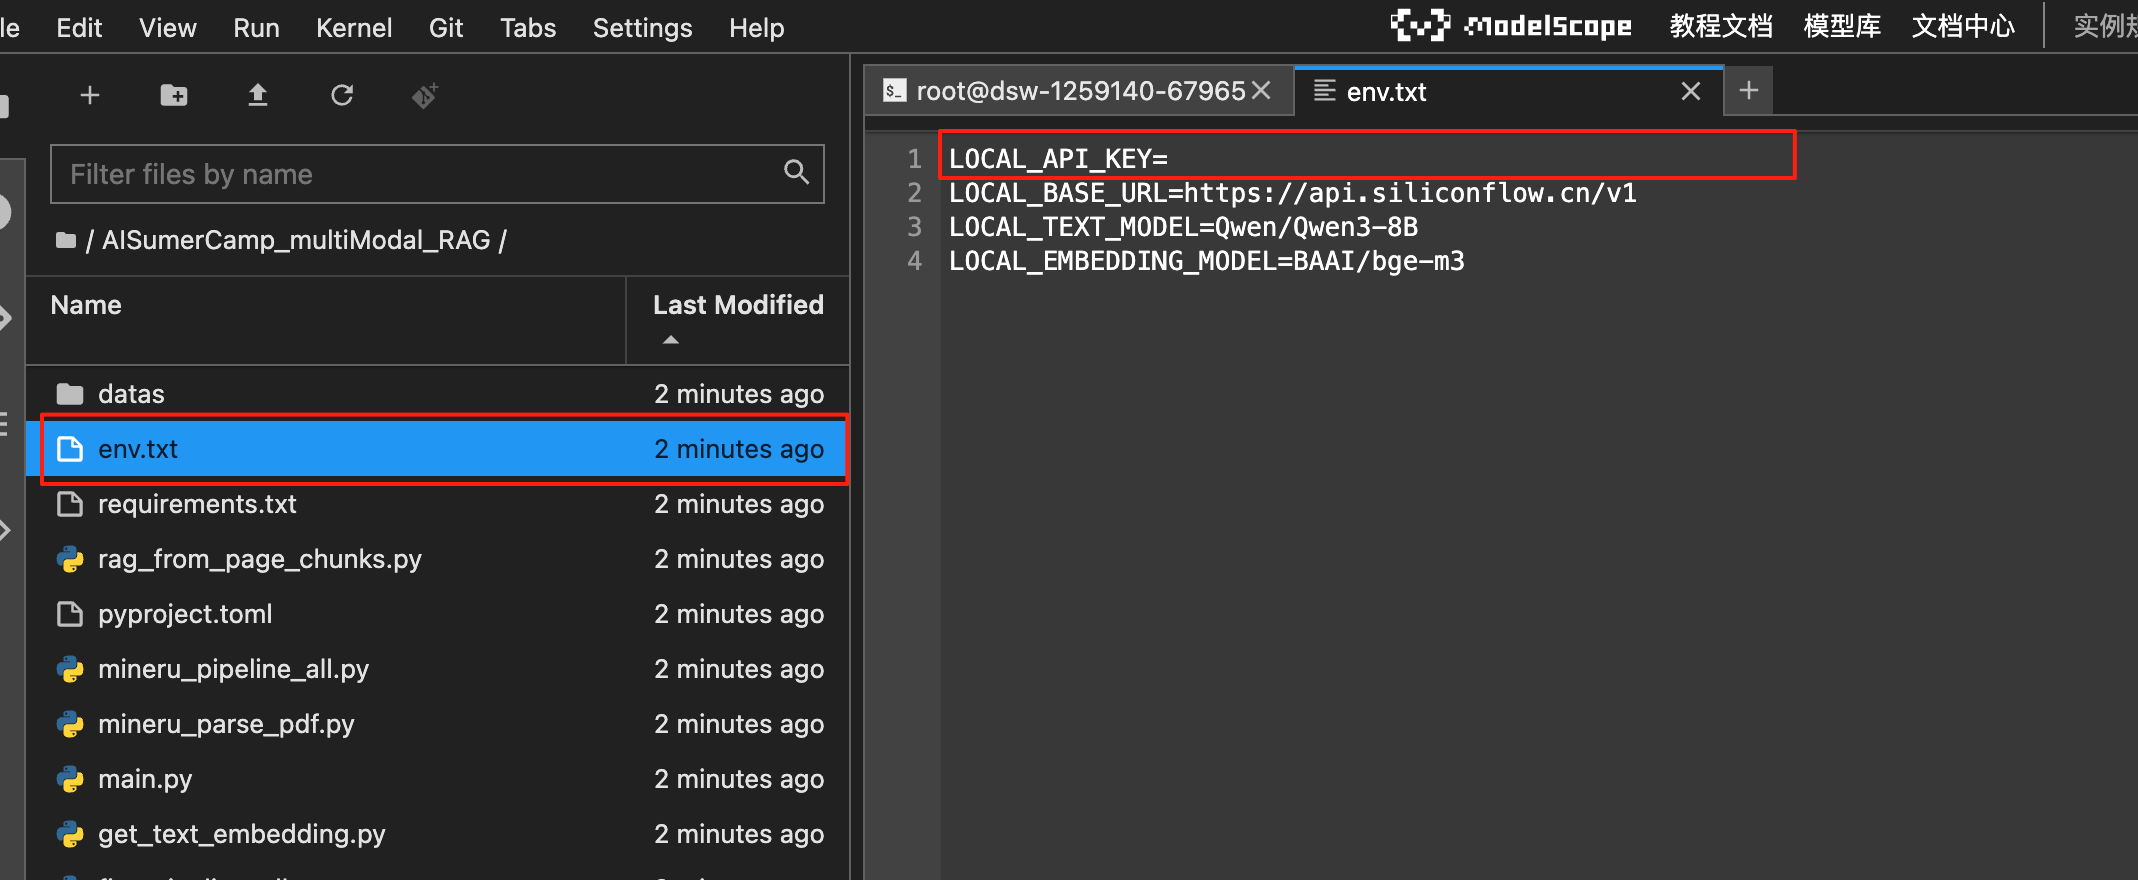 le Edit View Run Kernel Git Tabs Settings Help
ModelScope 教程文档 模型库 文档中心 实例规
root@dsw-1259140-67965
env.txt
Filter files by name
/ AISumerCamp_multiModal_RAG /
Name Last Modified
datas 2 minutes ago
env.txt 2 minutes ago
requirements.txt 2 minutes ago
rag_from_page_chunks.py 2 minutes ago
pyproject.toml 2 minutes ago
mineru_pipeline_all.py 2 minutes ago
mineru_parse_pdf.py 2 minutes ago
main.py 2 minutes ago
get_text_embedding.py 2 minutes ago
1 LOCAL_API_KEY=
2 LOCAL_BASE_URL=https://api.siliconflow.cn/v1
3 LOCAL_TEXT_MODEL=Qwen/Qwen3-8B
4 LOCAL_EMBEDDING_MODEL=BAAI/bge-m3